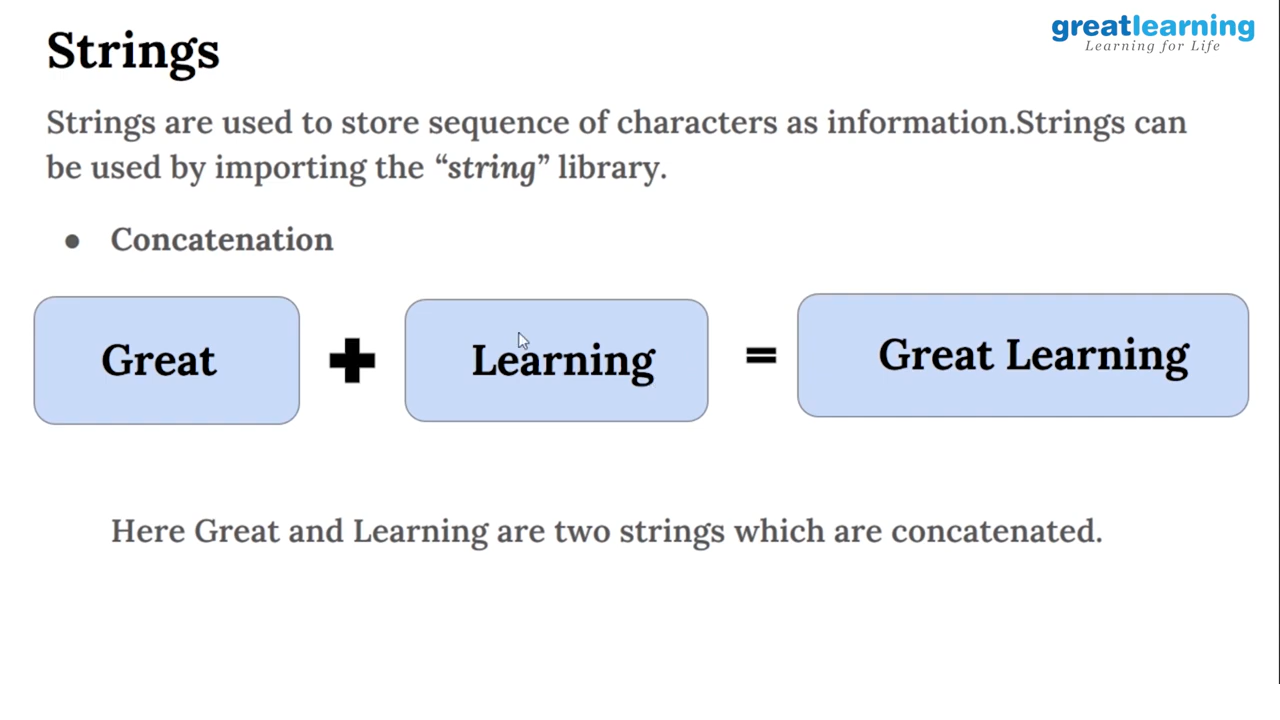 greatlearning
Learning for Life
Strings
Strings are used to store sequence of characters as information.Strings can
be used by importing the “string” library.
● Concatenation
Great + Learning = Great Learning
Here Great and Learning are two strings which are concatenated.